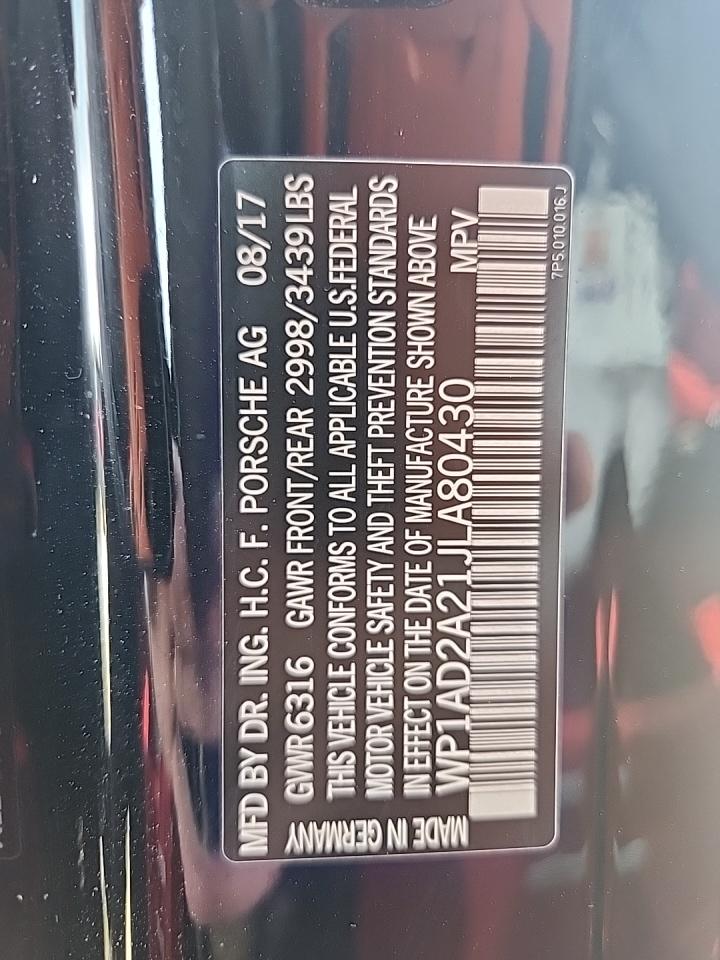 MFD BY DR. ING. H.C. F. PORSCHE AG 08/17
GVWR 6316 GAWR FRONT/REAR 2998/3439 LBS
THIS VEHICLE CONFORMS TO ALL APPLICABLE U.S. FEDERAL
MOTOR VEHICLE SAFETY AND THEFT PREVENTION STANDARDS
IN EFFECT ON THE DATE OF MANUFACTURE SHOWN ABOVE
WP1AD2A21JLA80430 MPV
MADE IN GERMANY
7P5.010.016.J